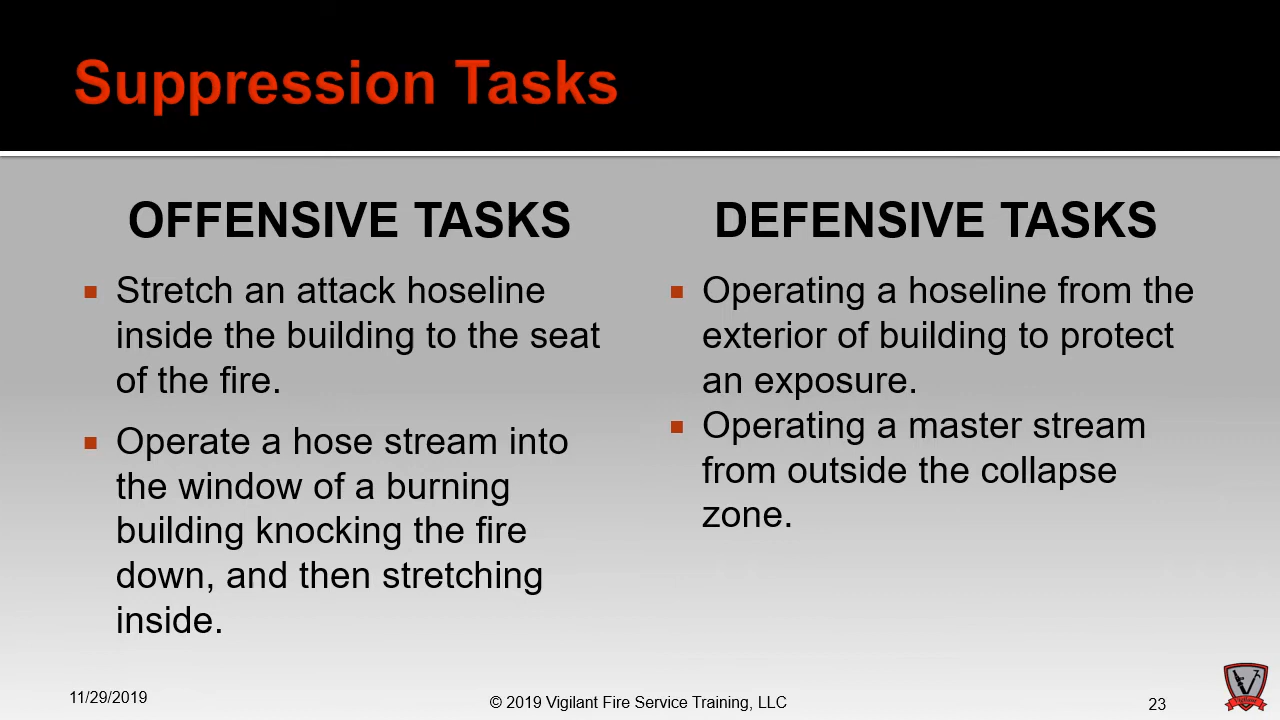 Suppression Tasks
OFFENSIVE TASKS
Stretch an attack hoseline
inside the building to the seat
of the fire.
Operate a hose stream into
the window of a burning
building knocking the fire
down, and then stretching
inside.
DEFENSIVE TASKS
Operating a hoseline from the
exterior of building to protect
an exposure.
Operating a master stream
from outside the collapse
zone.
11/29/2019
© 2019 Vigilant Fire Service Training, LLC
23
Vigilant